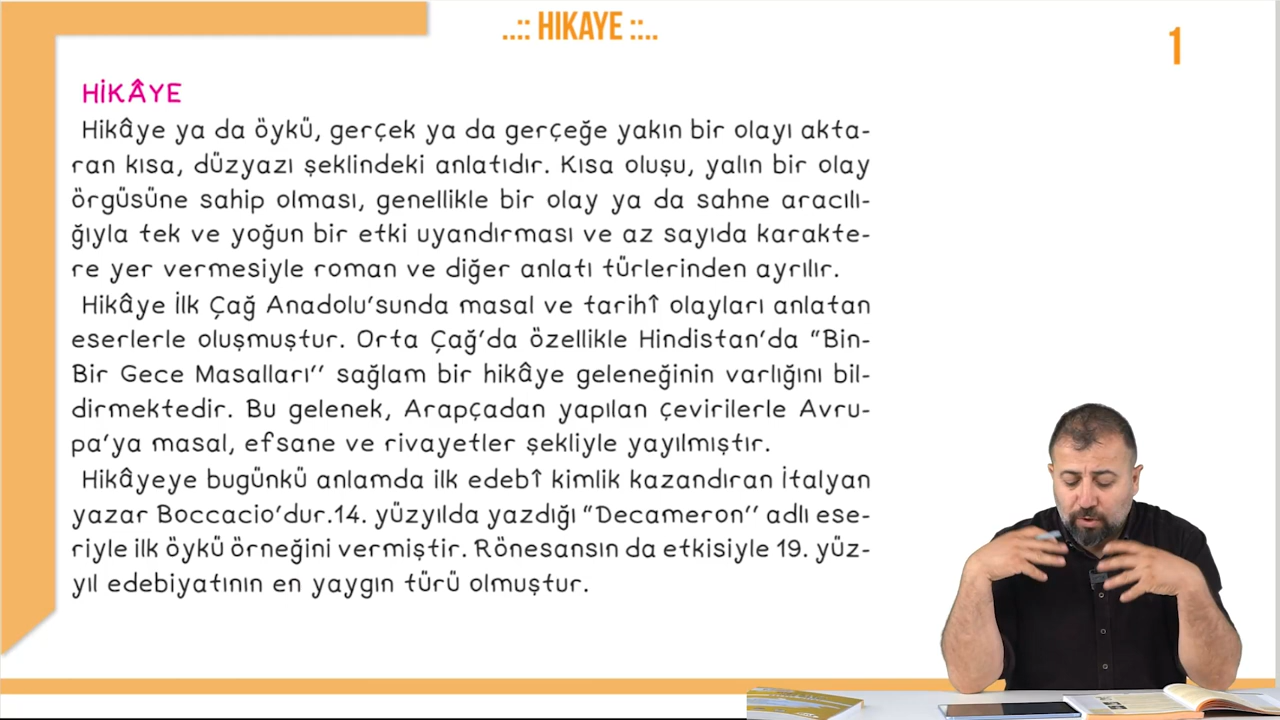 ..:: HIKAYE ::..
1
HİKÂYE
Hikâye ya da öykü, gerçek ya da gerçeğe yakın bir olayı akta-
ran kısa, düzyazı şeklindeki anlatıdır. Kısa oluşu, yalın bir olay
örgüsüne sahip olması, genellikle bir olay ya da sahne aracılı-
ğıyla tek ve yoğun bir etki uyandırması ve az sayıda karakte-
re yer vermesiyle roman ve diğer anlatı türlerinden ayrılır.
Hikâye İlk Çağ Anadolu'sunda masal ve tarihî olayları anlatan
eserlerle oluşmuştur. Orta Çağ'da özellikle Hindistan'da "Bin-
Bir Gece Masalları'' sağlam bir hikâye geleneğinin varlığını bil-
dirmektedir. Bu gelenek, Arapçadan yapılan çevirilerle Avru-
pa'ya masal, efsane ve rivayetler şekliyle yayılmıştır.
Hikâyeye bugünkü anlamda ilk edebî kimlik kazandıran İtalyan
yazar Boccacio'dur.14. yüzyılda yazdığı "Decameron'' adlı ese-
riyle ilk öykü örneğini vermiştir. Rönesansın da etkisiyle 19. yüz-
yıl edebiyatının en yaygın türü olmuştur.